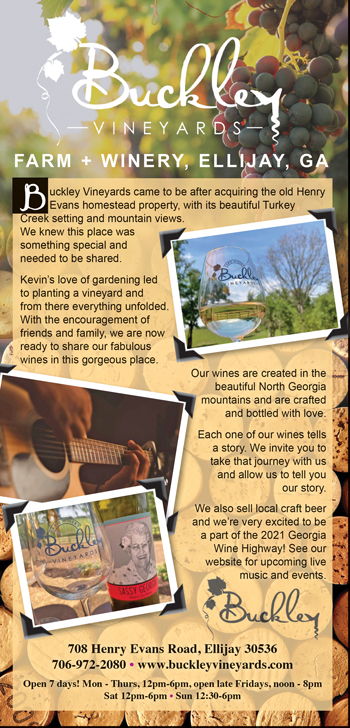 Buckley
VINEYARDS
FARM + WINERY, ELLIJAY, GA
Buckley Vineyards came to be after acquiring the old Henry
Evans homestead property, with its beautiful Turkey
Creek setting and mountain views.
We knew this place was
something special and
needed to be shared.
Kevin's love of gardening led
to planting a vineyard and
from there everything unfolded.
With the encouragement of
friends and family, we are now
ready to share our fabulous
wines in this gorgeous place.
Buckley
Our wines are created in the
beautiful North Georgia
mountains and are crafted
and bottled with love.
Each one of our wines tells
a story. We invite you to
take that journey with us
and allow us to tell you
our story.
We also sell local craft beer
and we're very excited to be
a part of the 2021 Georgia
Wine Highway! See our
website for upcoming live
music and events.
Buckley
VINEYARDS
SASSY GEORGIA
Buckley
708 Henry Evans Road, Ellijay 30536
706-972-2080 • www.buckleyvineyards.com
Open 7 days! Mon - Thurs, 12pm-6pm, open late Fridays, noon - 8pm
Sat 12pm-6pm • Sun 12:30-6pm